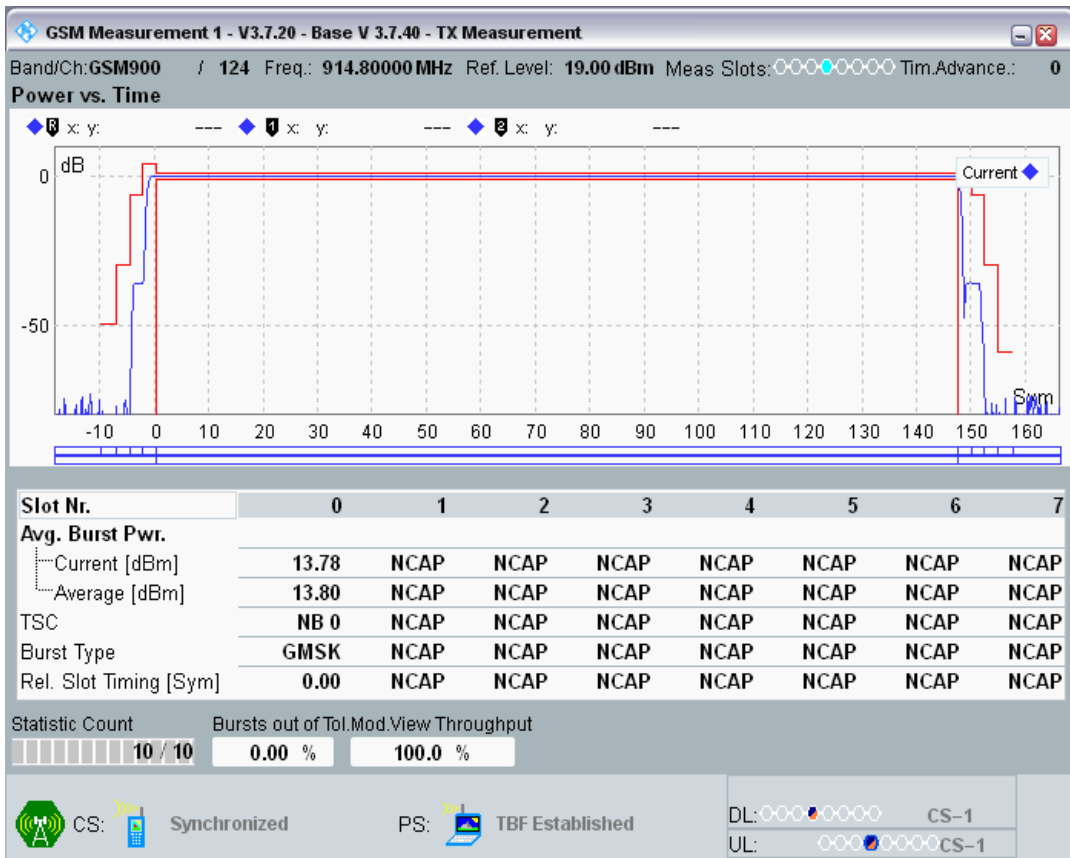 GSM Measurement 1 - V3.7.20 - Base V 3.7.40 - TX Measurement
Band/Ch:GSM900 / 124 Freq.: 914.80000 MHz Ref. Level: 19.00 dBm Meas Slots: Tim.Advance.: 0
Power vs. Time
R x: y: --- 1 x: y: --- 2 x: y: ---
dB
Current
0
-50
Sym
-10 0 10 20 30 40 50 60 70 80 90 100 110 120 130 140 150 160
Slot Nr. 0 1 2 3 4 5 6 7
Avg. Burst Pwr.
Current [dBm] 13.78 NCAP NCAP NCAP NCAP NCAP NCAP NCAP
Average [dBm] 13.80 NCAP NCAP NCAP NCAP NCAP NCAP NCAP
TSC NB 0 NCAP NCAP NCAP NCAP NCAP NCAP NCAP
Burst Type GMSK NCAP NCAP NCAP NCAP NCAP NCAP NCAP
Rel. Slot Timing [Sym] 0.00 NCAP NCAP NCAP NCAP NCAP NCAP NCAP
Statistic Count Bursts out of Tol.Mod.View Throughput
10 / 10 0.00 % 100.0 %
CS: Synchronized PS: TBF Established
DL: CS-1
UL: CS-1